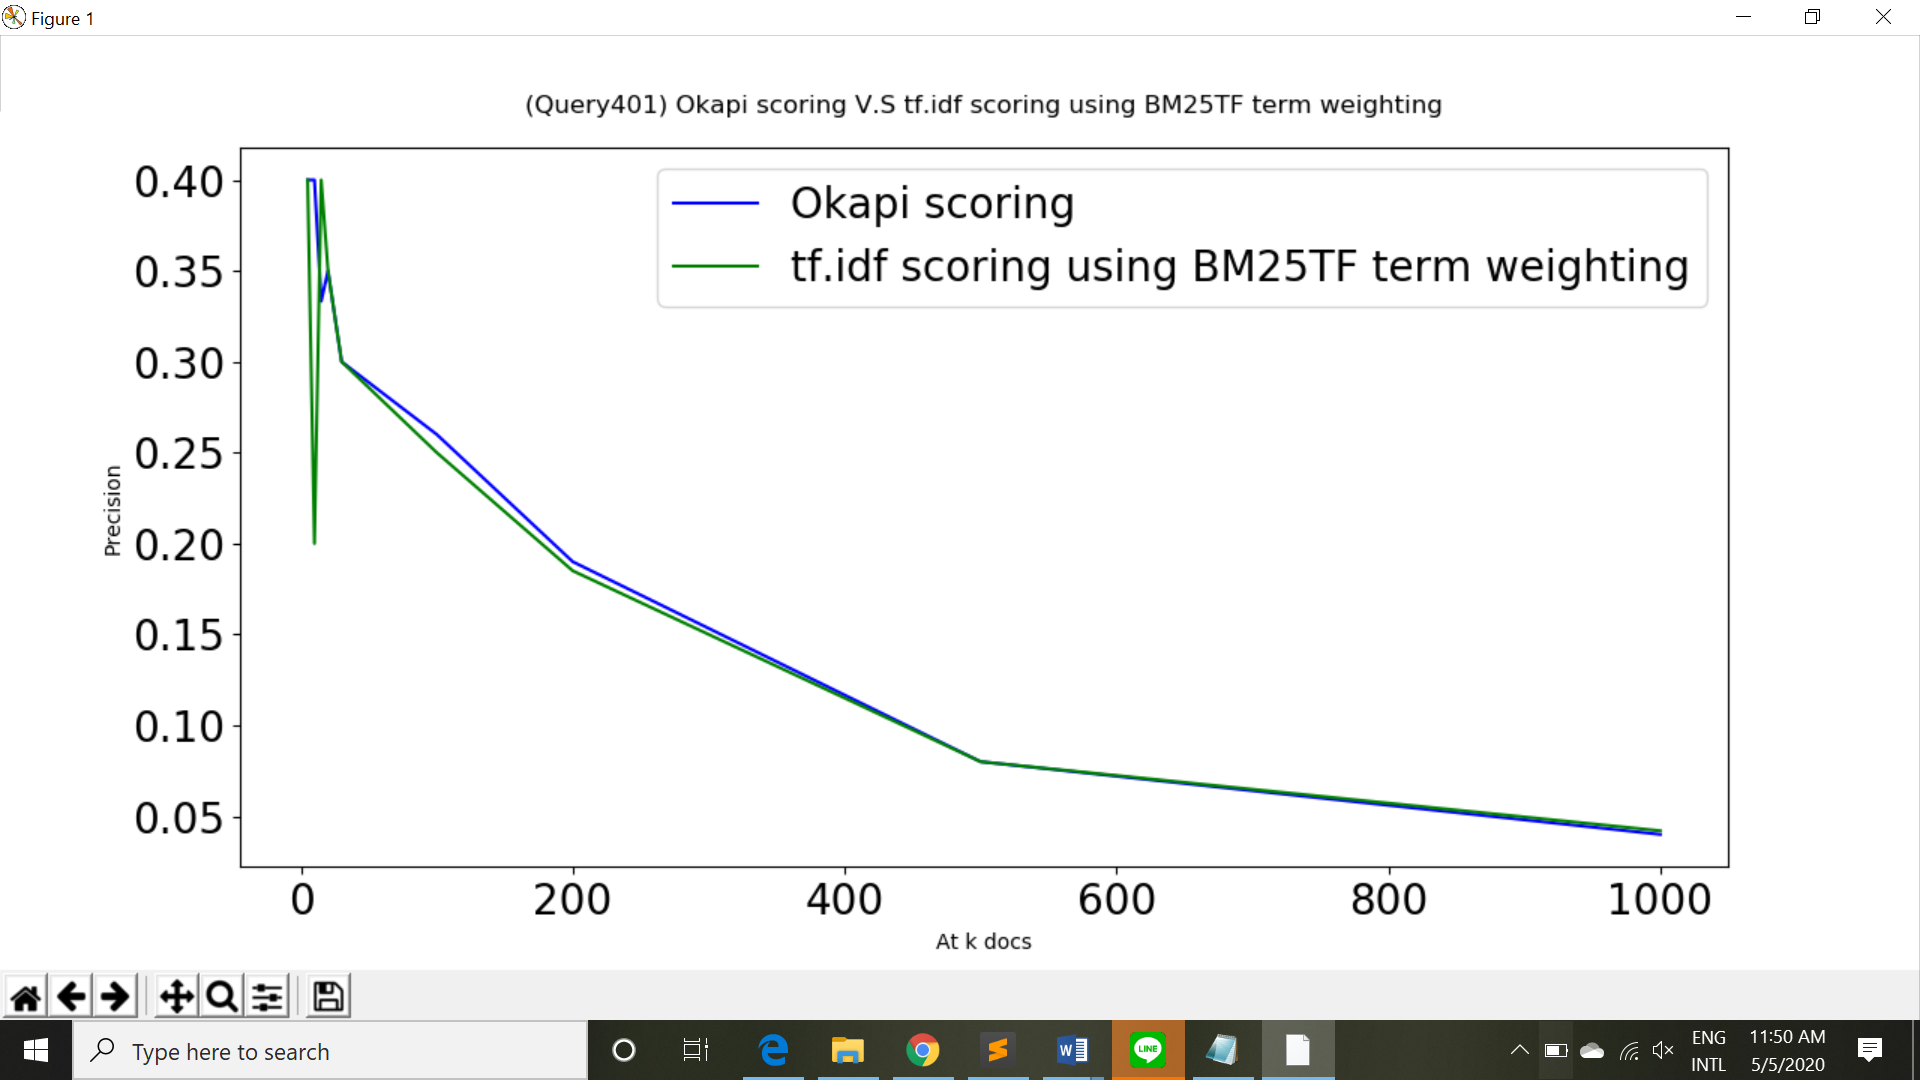 Figure 1
(Query401) Okapi scoring V.S tf.idf scoring using BM25TF term weighting
Okapi scoring
tf.idf scoring using BM25TF term weighting
0.40
0.35
0.30
0.25
0.20
0.15
0.10
0.05
Precision
0 200 400 600 800 1000
At k docs
Type here to search
W
LINE
ENG 11:50 AM
INTL 5/5/2020